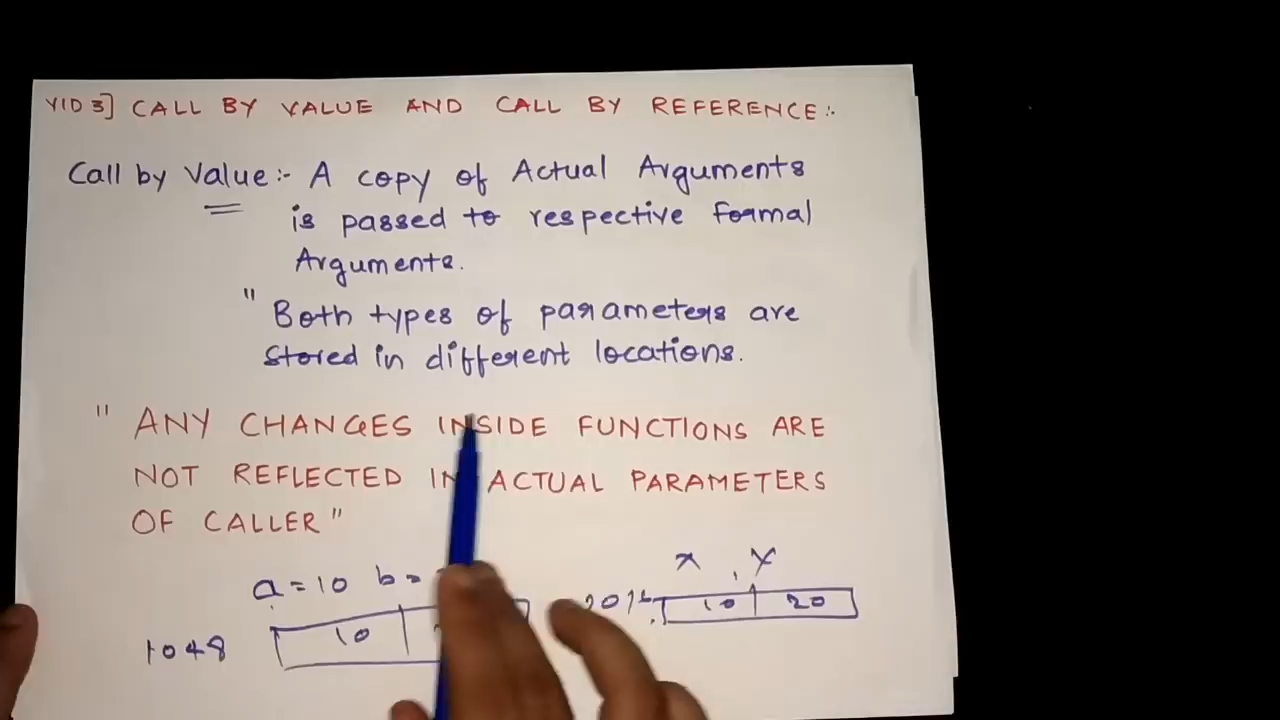 VID 3] CALL BY VALUE AND CALL BY REFERENCE:-
Call by Value:- A copy of Actual Arguments
is passed to respective formal
Arguments.
" Both types of parameters are
stored in different locations.
" ANY CHANGES INSIDE FUNCTIONS ARE
NOT REFLECTED IN ACTUAL PARAMETERS
OF CALLER "
x , y
a = 10 b =
10 20
1048 10